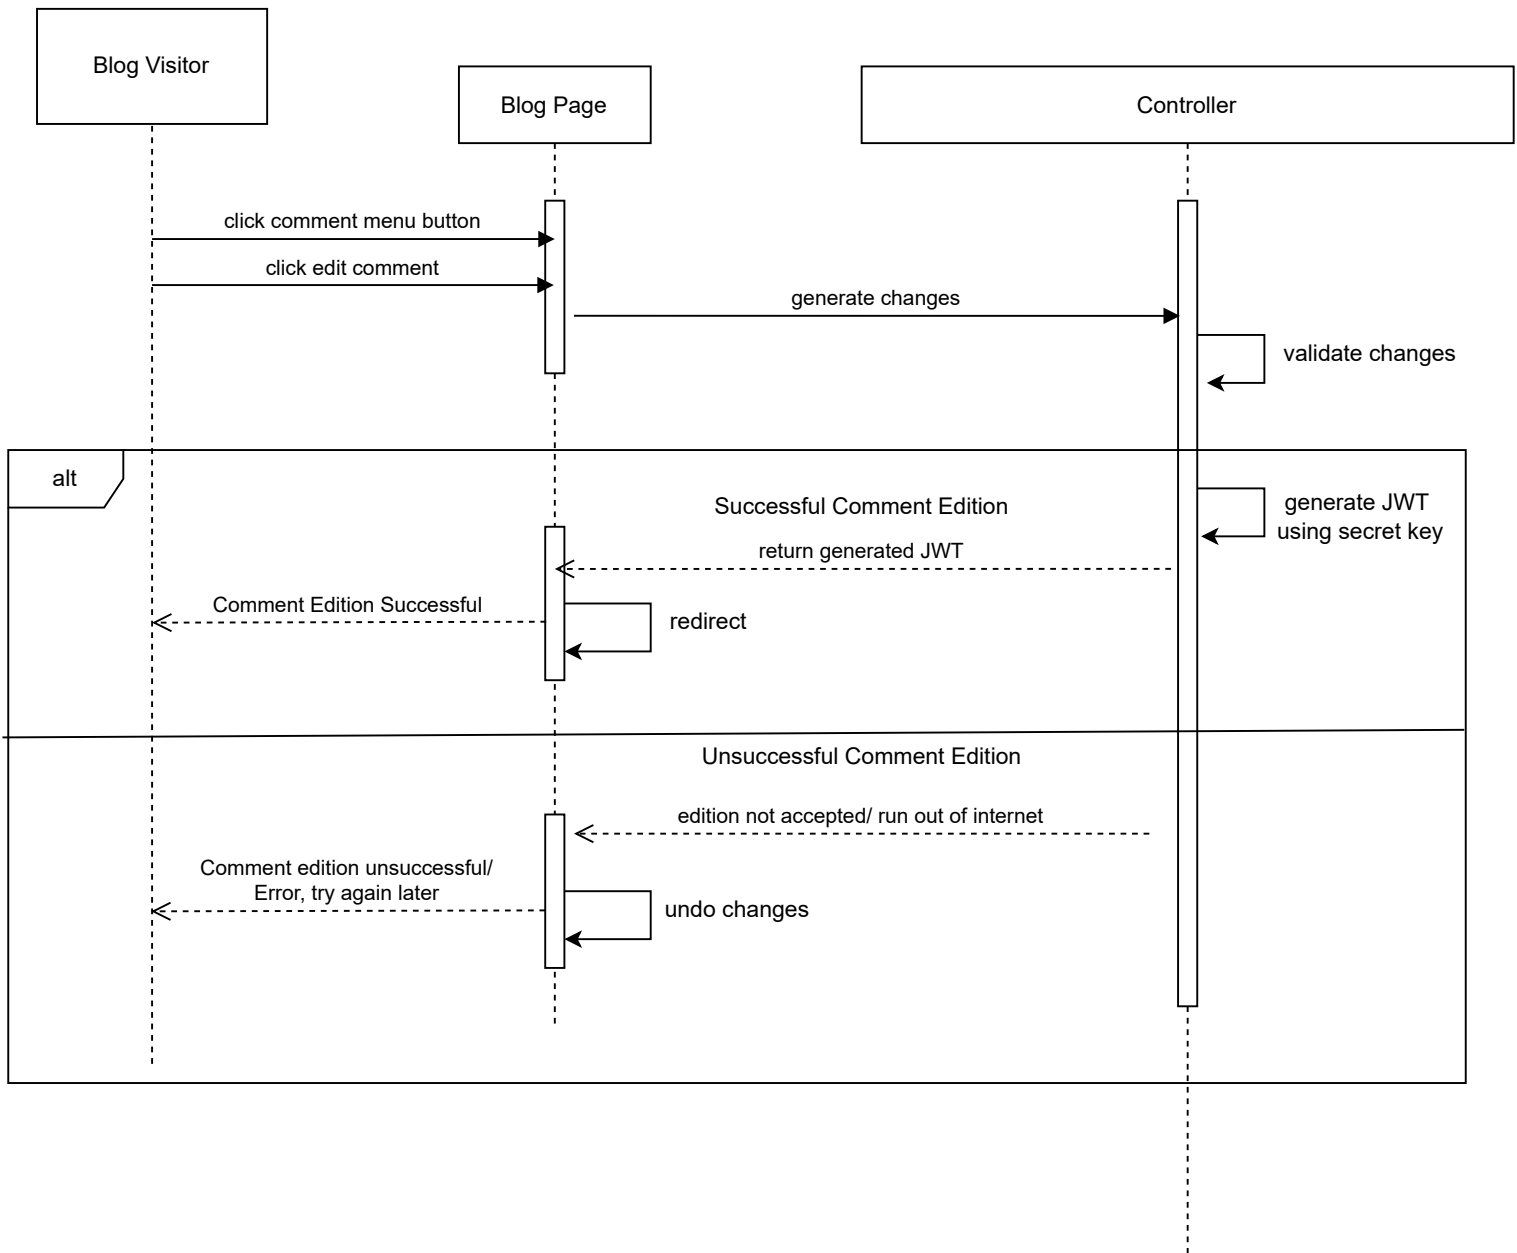 Blog Visitor
Blog Page
Controller
click comment menu button
click edit comment
generate changes
validate changes
alt
Successful Comment Edition
generate JWT
using secret key
return generated JWT
Comment Edition Successful
redirect
Unsuccessful Comment Edition
edition not accepted/ run out of internet
Comment edition unsuccessful/
Error, try again later
undo changes